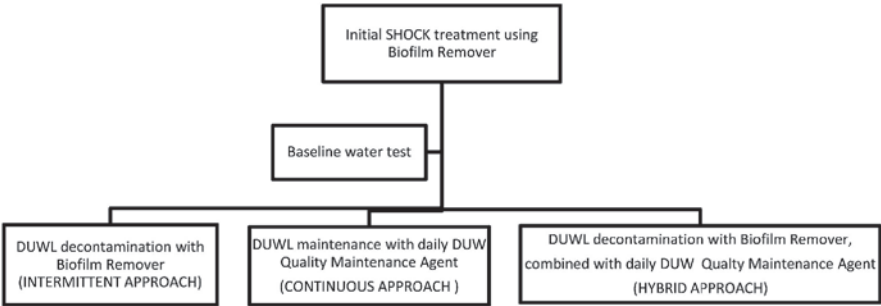 Initial SHOCK treatment using
Biofilm Remover
Baseline water test
DUWL decontamination with
Biofilm Remover
(INTERMITTENT APPROACH)
DUWL maintenance with daily DUW
Qualty Maintenance Agent
(CONTINUOUS APPROACH )
DUWL decontamination with Biofilm Remover,
combined with daily DUW Qualty Maintenance Agent
(HYBRID APPROACH)